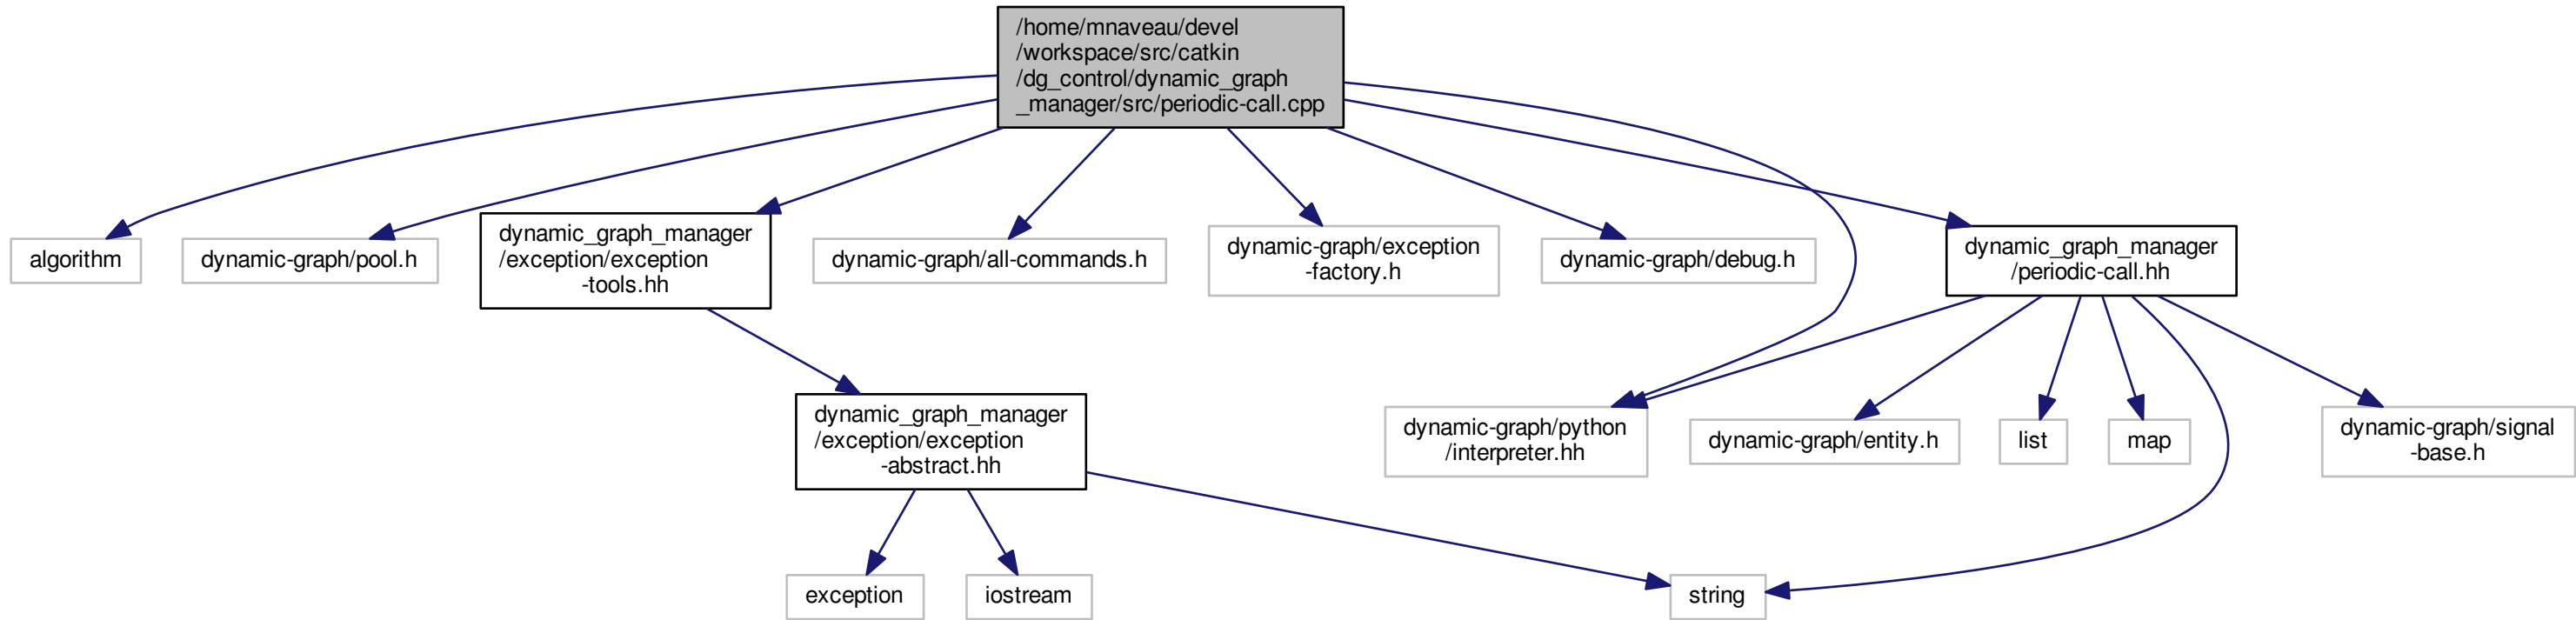 /home/mnaveau/devel
/workspace/src/catkin
/dg_control/dynamic_graph
_manager/src/periodic-call.cpp
algorithm
dynamic-graph/pool.h
dynamic_graph_manager
/exception/exception
-tools.hh
dynamic-graph/all-commands.h
dynamic-graph/exception
-factory.h
dynamic-graph/debug.h
dynamic_graph_manager
/periodic-call.hh
dynamic_graph_manager
/exception/exception
-abstract.hh
dynamic-graph/python
/interpreter.hh
dynamic-graph/entity.h
list
map
dynamic-graph/signal
-base.h
exception
iostream
string